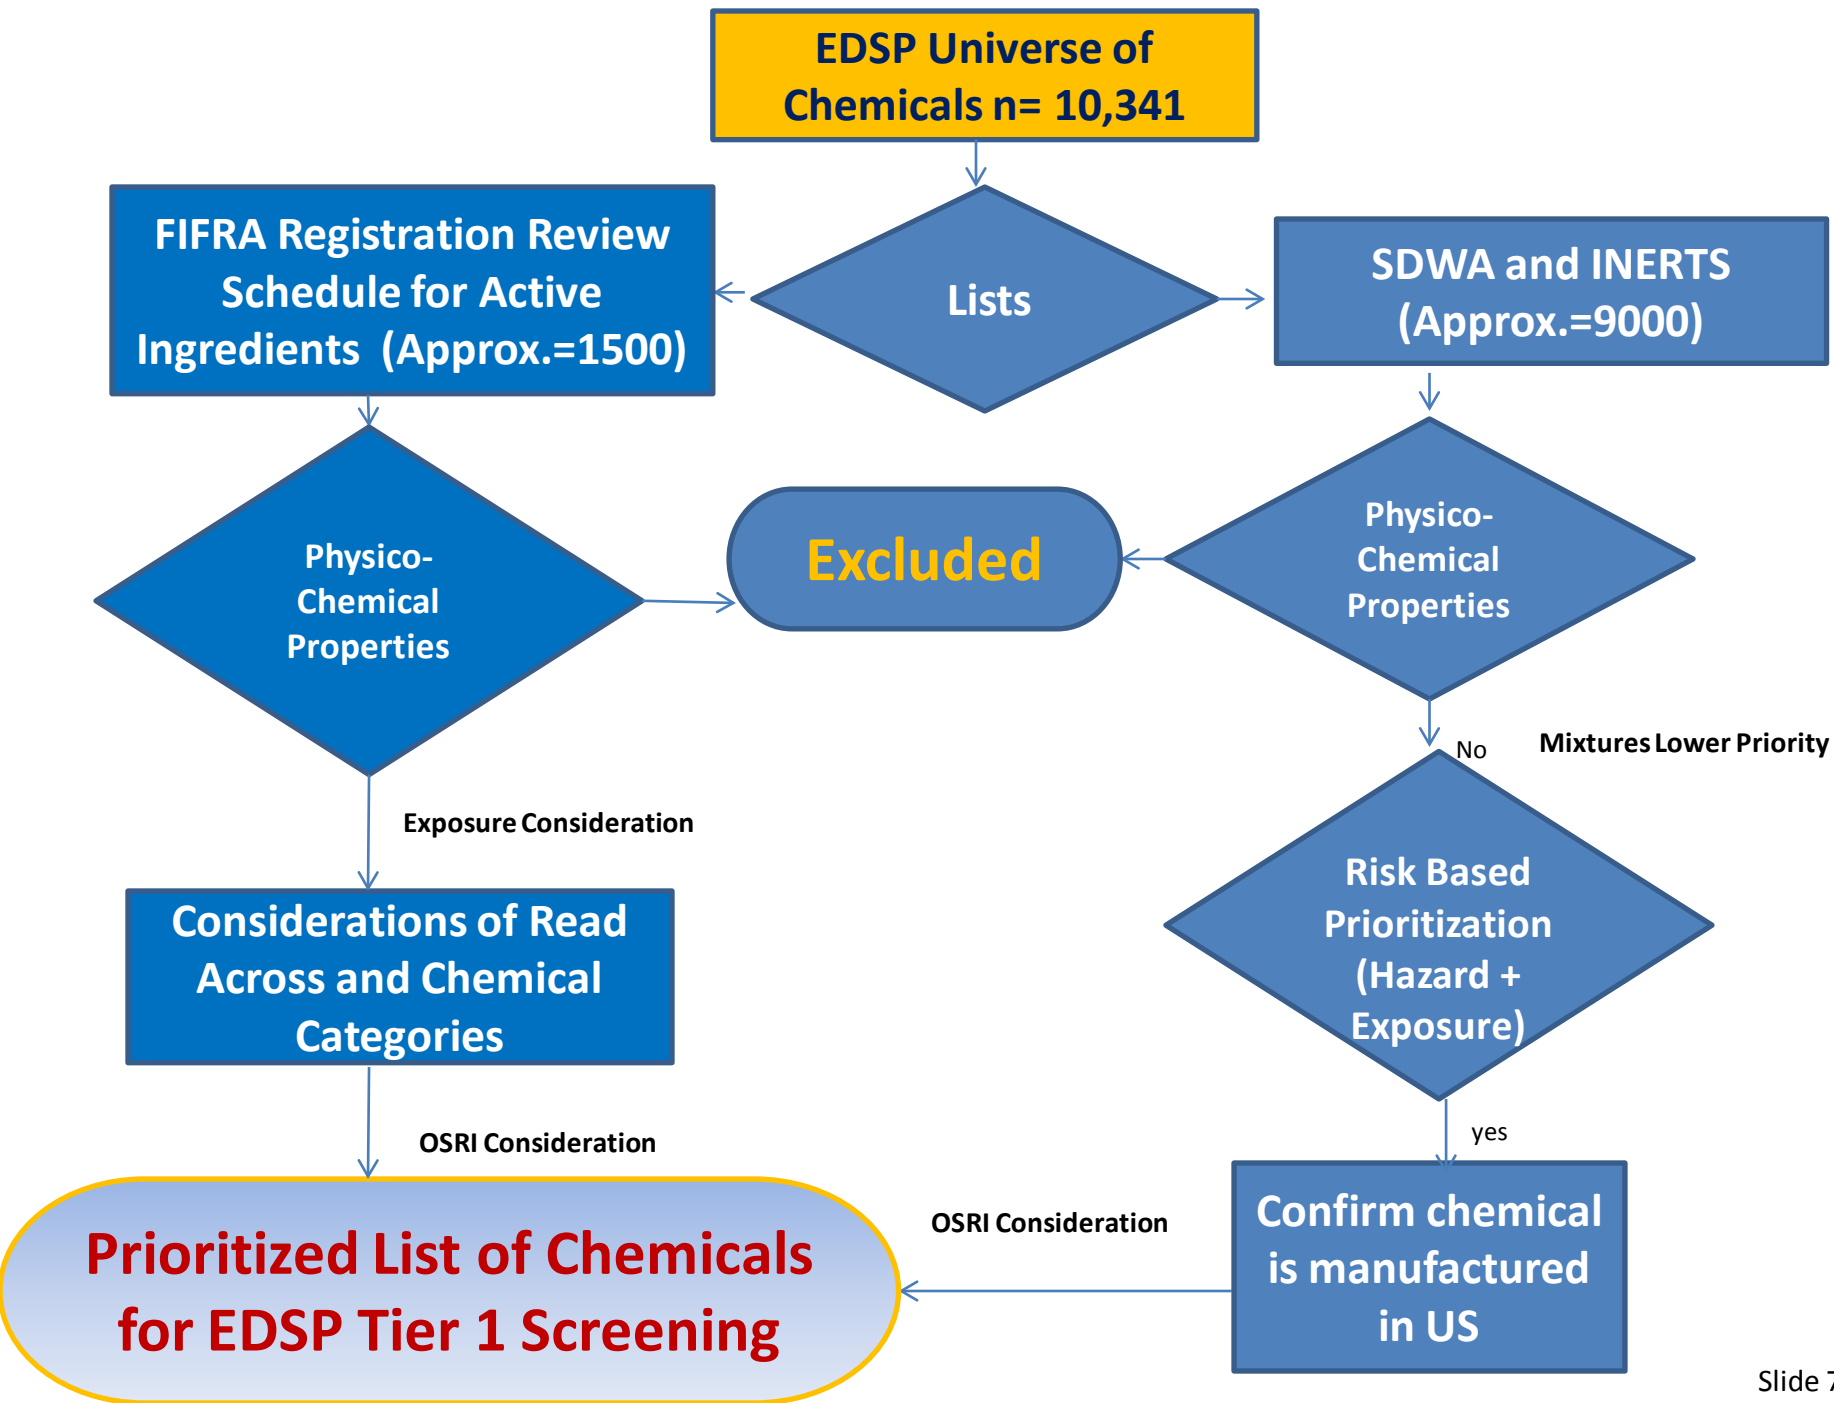 EDSP Universe of
Chemicals n= 10,341
FIFRA Registration Review
Schedule for Active
Ingredients (Approx.=1500)
Lists
SDWA and INERTS
(Approx.=9000)
Physico-
Chemical
Properties
Excluded
Physico-
Chemical
Properties
No
Mixtures Lower Priority
Exposure Consideration
Considerations of Read
Across and Chemical
Categories
Risk Based
Prioritization
(Hazard +
Exposure)
OSRI Consideration
yes
Prioritized List of Chemicals
for EDSP Tier 1 Screening
OSRI Consideration
Confirm chemical
is manufactured
in US
Slide 7